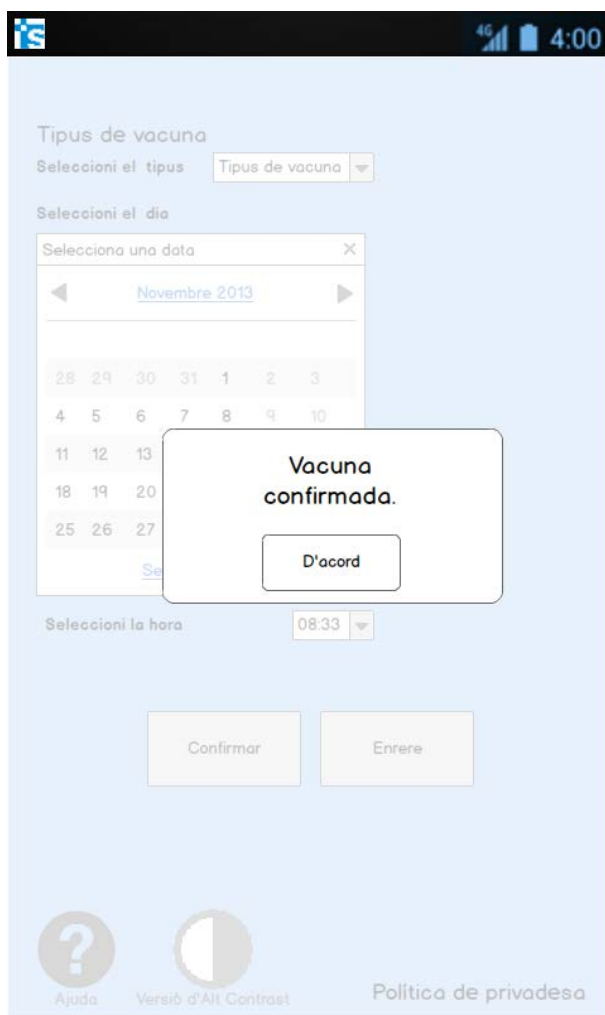 is
4G 4:00
Tipus de vacuna
Seleccioni el tipus Tipus de vacuna
Seleccioni el dia
Selecciona una data
Novembre 2013
28 29 30 31 1 2 3
4 5 6 7 8 9 10
11 12 13
18 19 20
25 26 27
Se
Vacuna
confirmada.
D'acord
Seleccioni la hora 08:33
Confirmar Enrere
Ajuda Versió d'Alt Contrast Política de privadesa